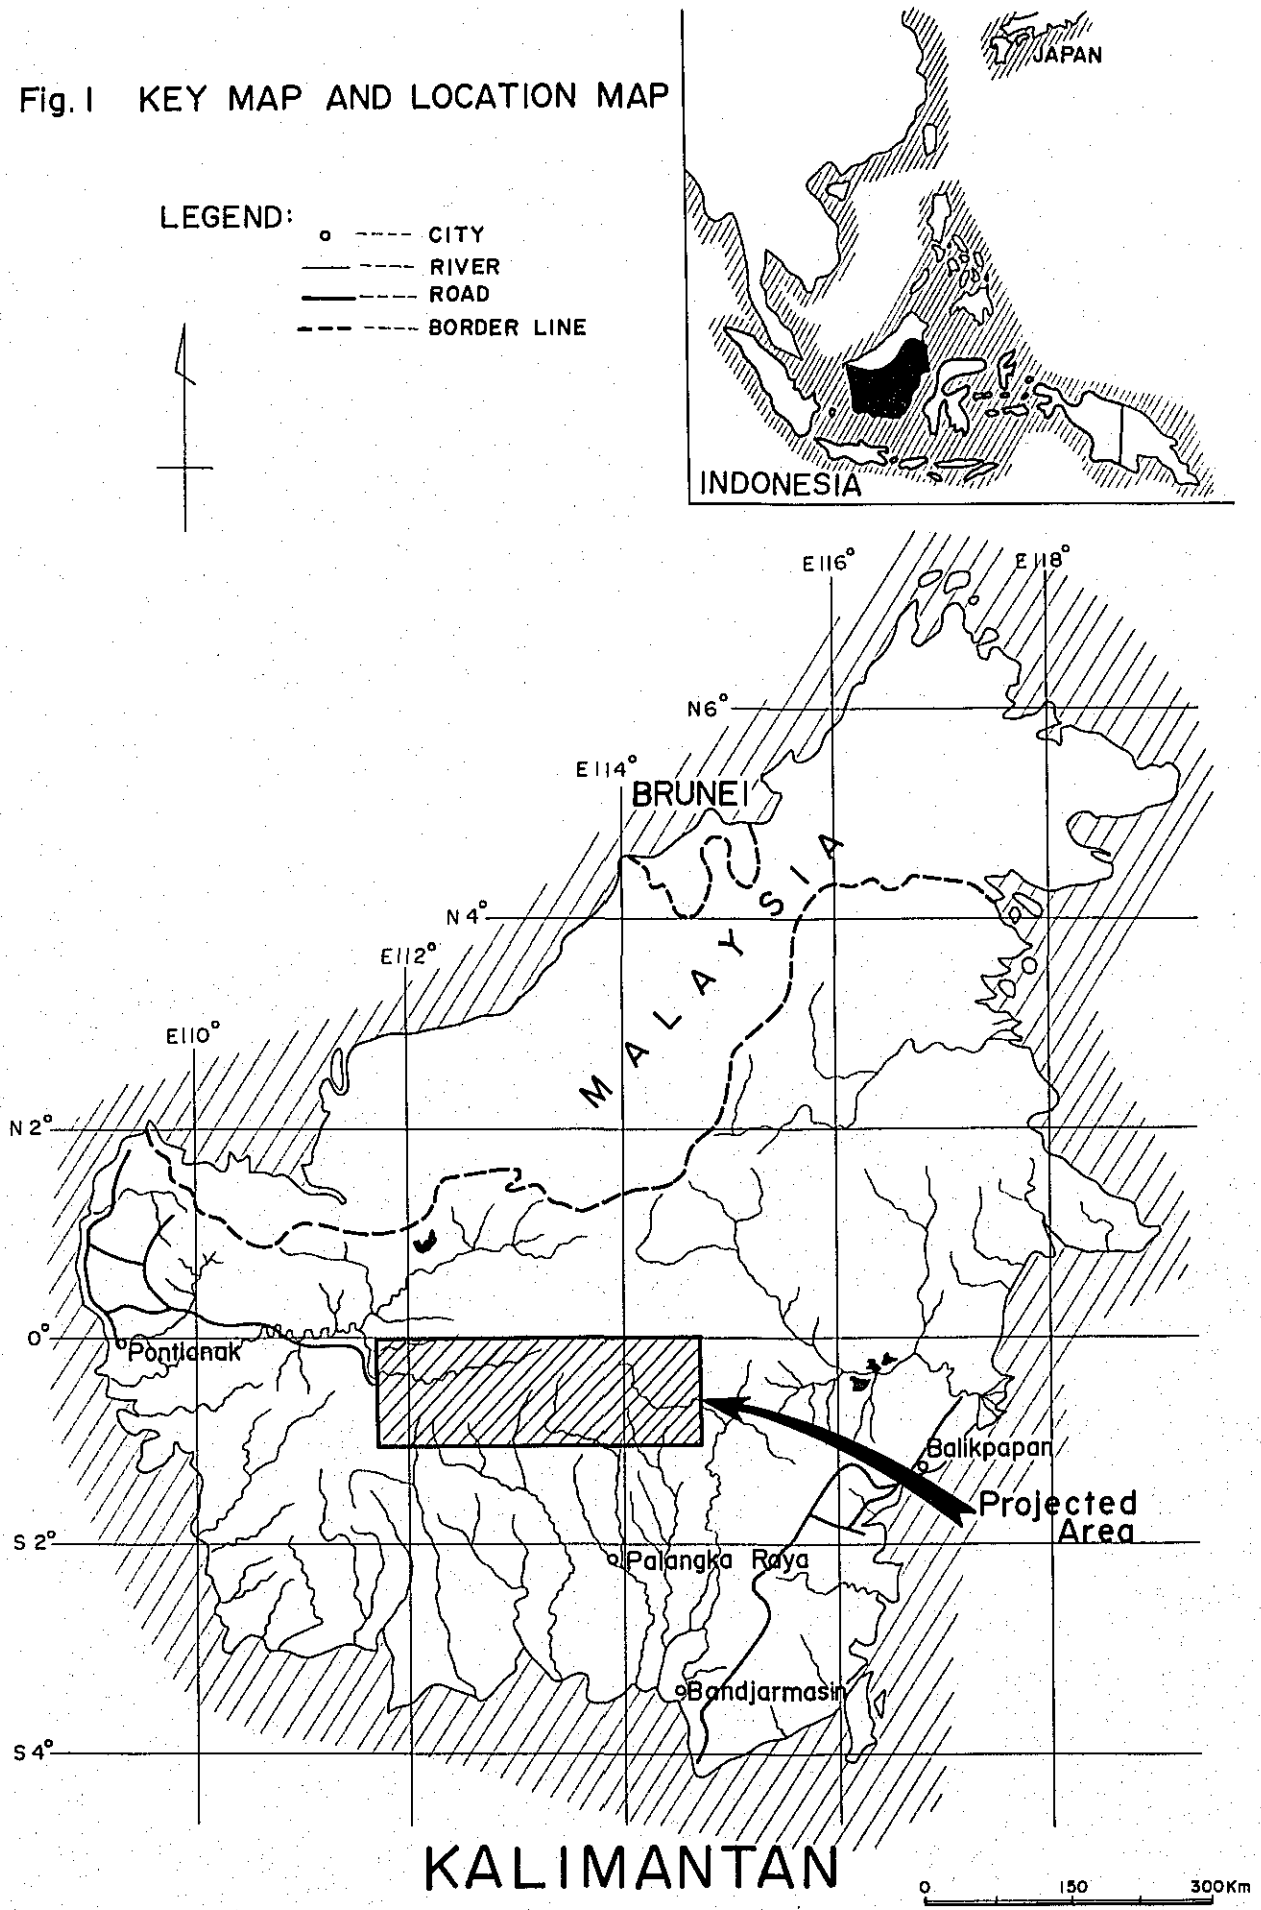 Fig. 1 KEY MAP AND LOCATION MAP
JAPAN
LEGEND:
CITY
RIVER
ROAD
BORDER LINE
INDONESIA
E116°
E118°
N6°
E114°
BRUNEI
MALAYSIA
N4°
E112°
E110°
N2°
0°
Pontianak
Balikpapan
Projected
Area
S2°
Palangka Raya
Bandjarmasin
S4°
KALIMANTAN
0 150 300Km